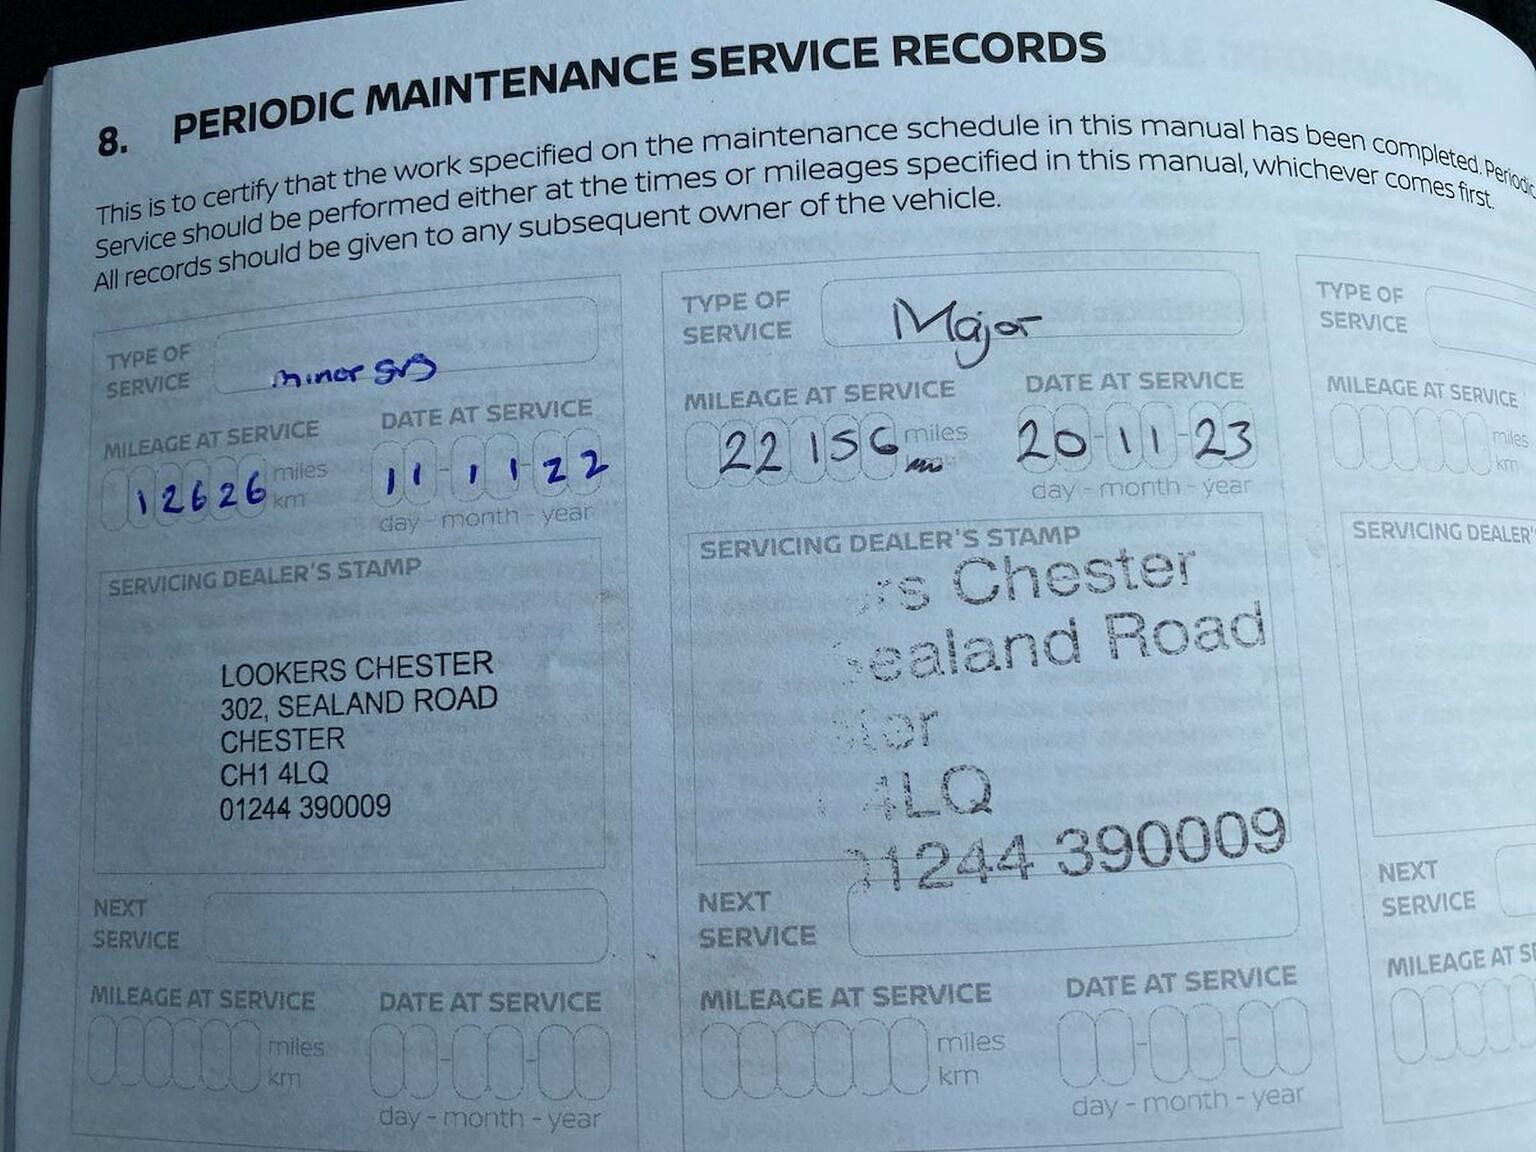 8. PERIODIC MAINTENANCE SERVICE RECORDS
This is to certify that the work specified on the maintenance schedule in this manual has been completed. Periodic
Service should be performed either at the times or mileages specified in this manual, whichever comes first.
All records should be given to any subsequent owner of the vehicle.
TYPE OF
SERVICE
minor
MILEAGE AT SERVICE
DATE AT SERVICE
12626 miles
km
11-11-22
day - month - year
SERVICING DEALER'S STAMP
LOOKERS CHESTER
302, SEALAND ROAD
CHESTER
CH1 4LQ
01244 390009
NEXT
SERVICE
MILEAGE AT SERVICE
DATE AT SERVICE
miles
km
day - month - year
TYPE OF
SERVICE
Major
MILEAGE AT SERVICE
DATE AT SERVICE
22156 miles
20-11-23
day - month - year
SERVICING DEALER'S STAMP
rs Chester
ealand Road
4LQ
01244 390009
NEXT
SERVICE
MILEAGE AT SERVICE
DATE AT SERVICE
miles
km
day - month - year
TYPE OF
SERVICE
MILEAGE AT SERVICE
miles
km
SERVICING DEALER'
NEXT
SERVICE
MILEAGE AT SE